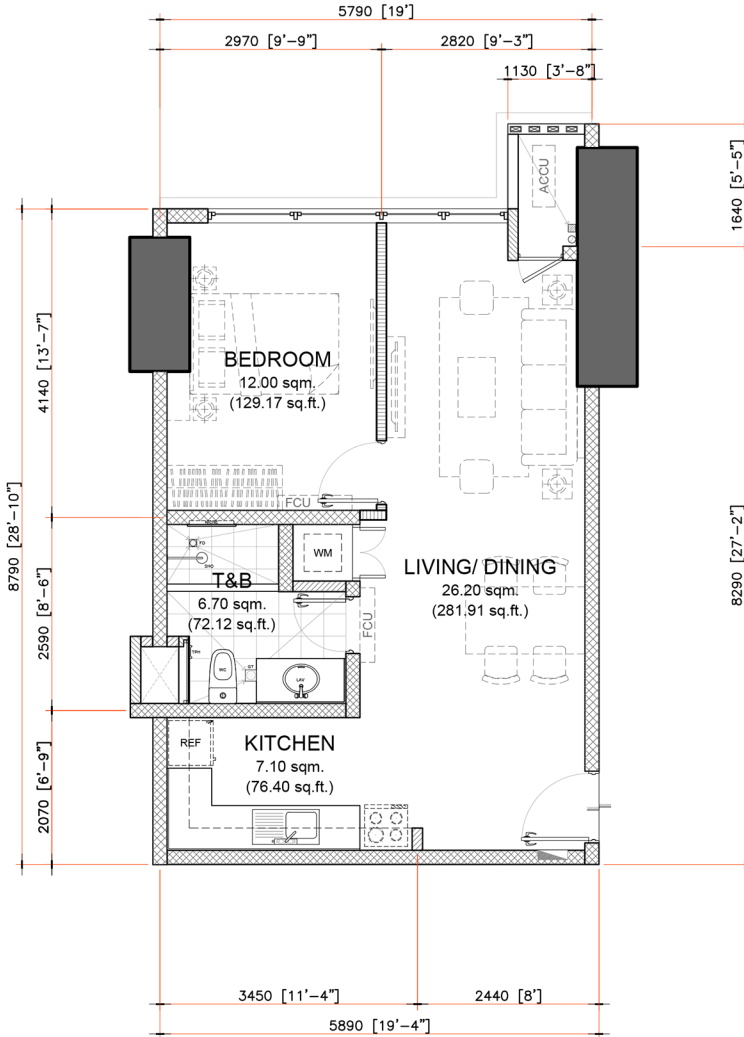 5790 [19']
2970 [9'-9"]
2820 [9'-3"]
1130 [3'-8"]
1640 [5'-5"]
ACCU
4140 [13'-7"]
BEDROOM
12.00 sqm.
(129.17 sq.ft.)
FCU
8790 [28'-10"]
8290 [27'-2"]
WM
FD
SHO
T&B
6.70 sqm.
(72.12 sq.ft.)
LIVING/ DINING
26.20 sqm.
(281.91 sq.ft.)
2590 [8'-6"]
FCU
TPH
WC
GT
LAV
REF
KITCHEN
7.10 sqm.
(76.40 sq.ft.)
2070 [6'-9"]
3450 [11'-4"]
2440 [8']
5890 [19'-4"]